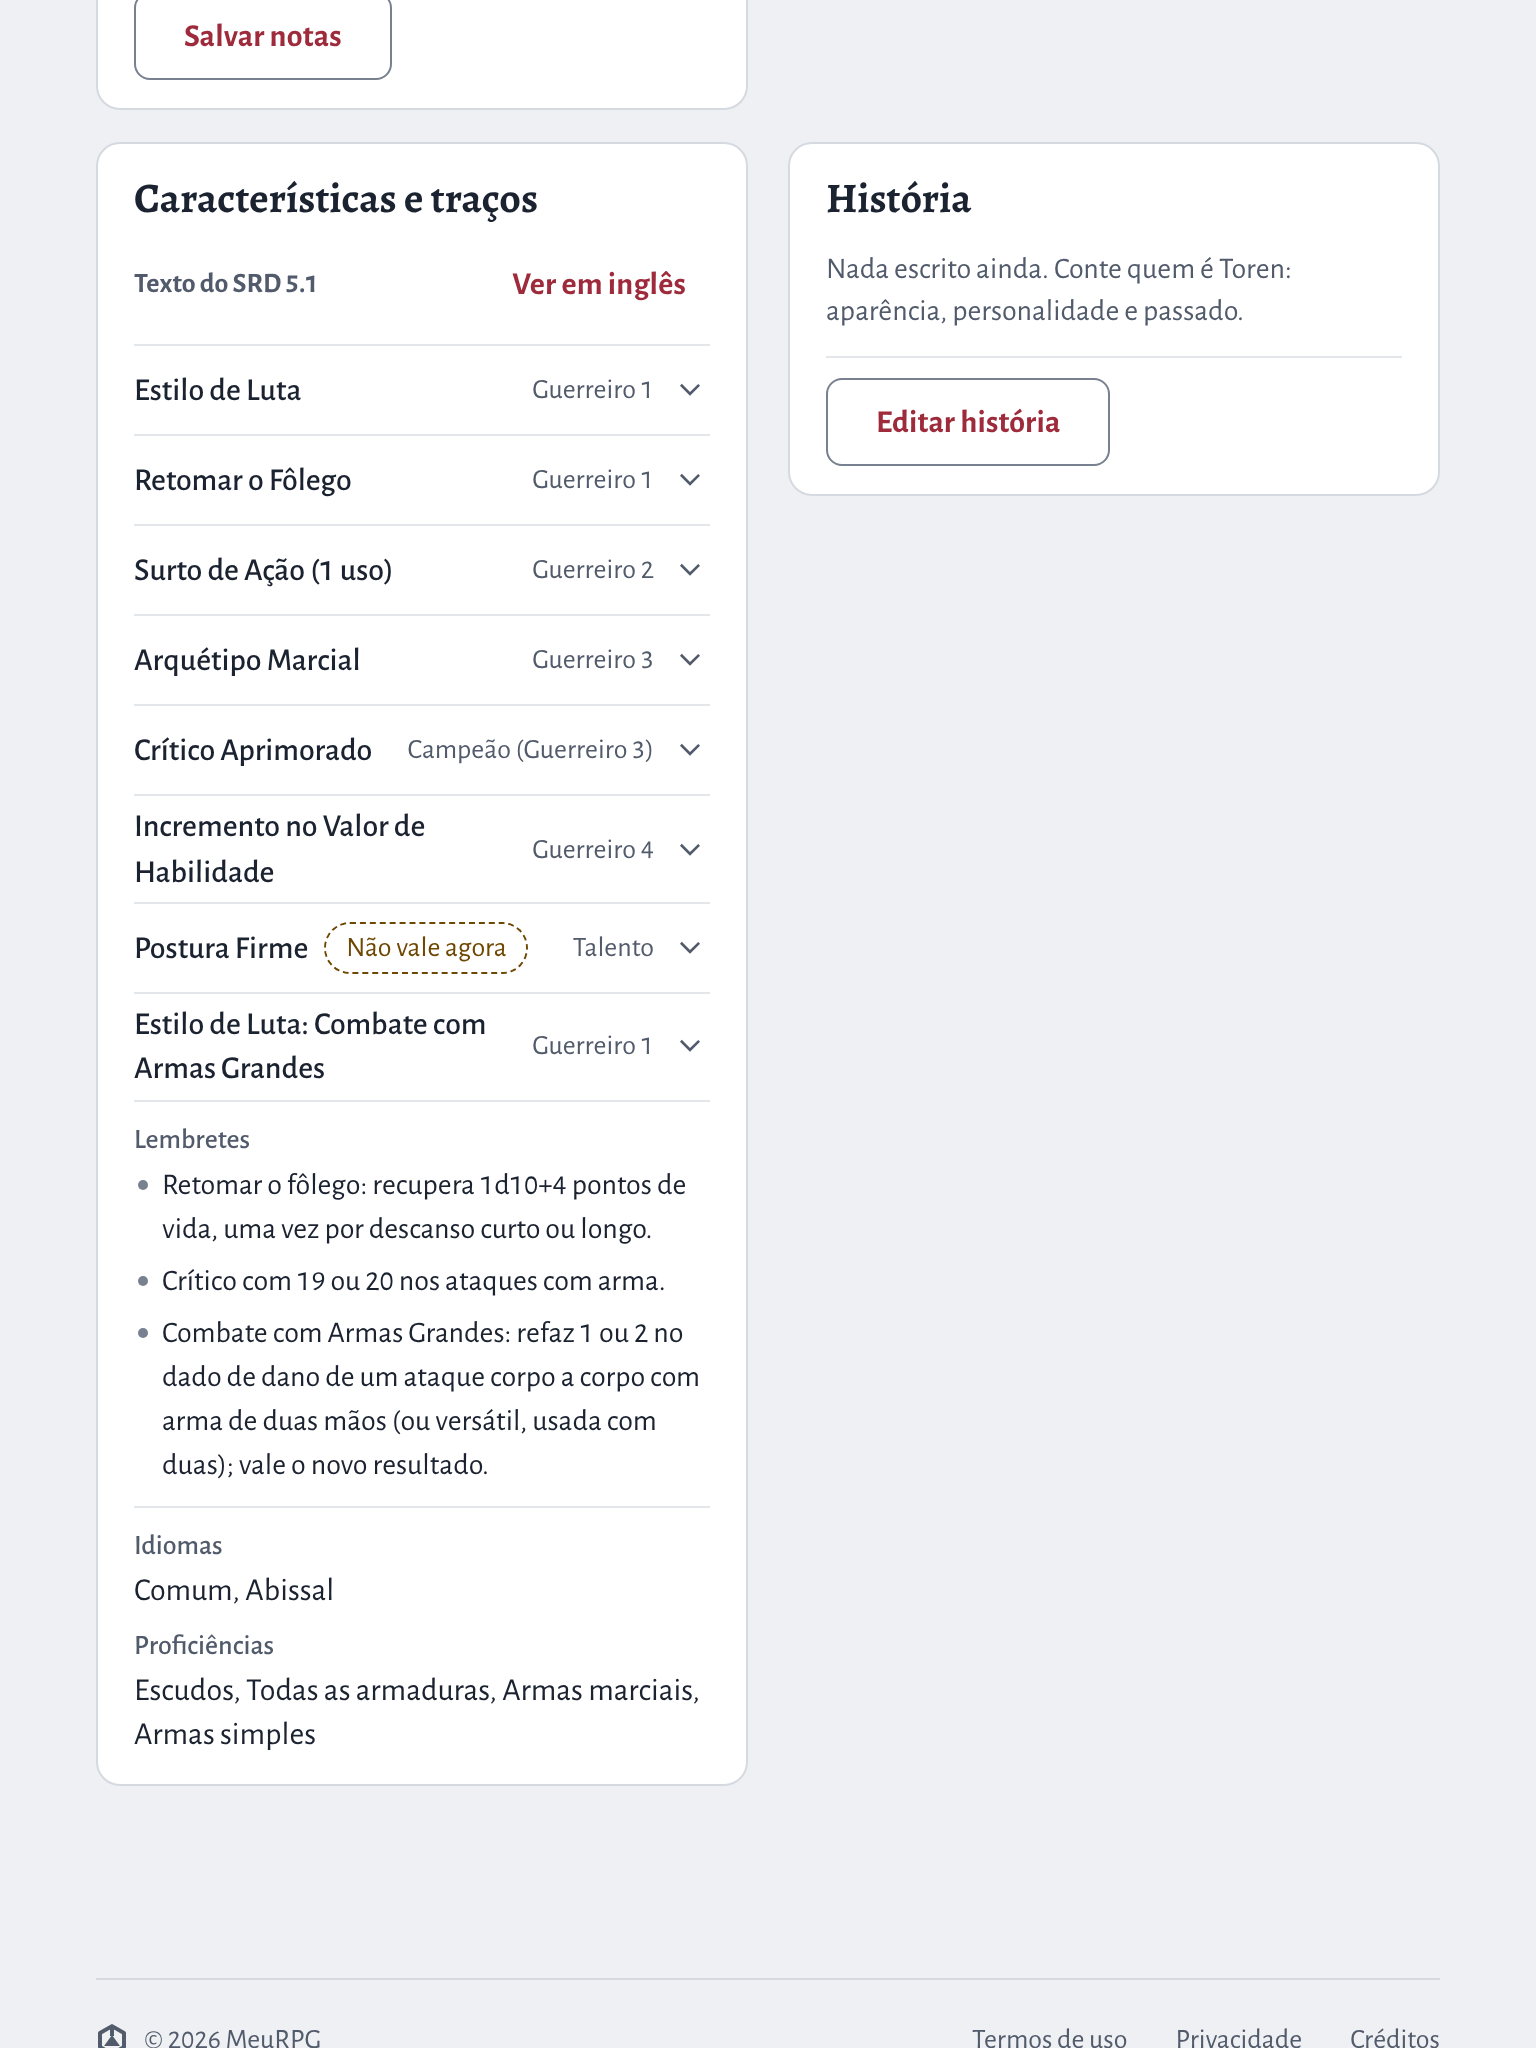 Salvar notas
Características e traços
Texto do SRD 5.1
Ver em inglês
Estilo de Luta
Guerreiro 1
Retomar o Fôlego
Guerreiro 1
Surto de Ação (1 uso)
Guerreiro 2
Arquétipo Marcial
Guerreiro 3
Crítico Aprimorado
Campeão (Guerreiro 3)
Incremento no Valor de
Habilidade
Guerreiro 4
Postura Firme
Não vale agora
Talento
Estilo de Luta: Combate com
Armas Grandes
Guerreiro 1
Lembretes
Retomar o fôlego: recupera 1d10+4 pontos de
vida, uma vez por descanso curto ou longo.
Crítico com 19 ou 20 nos ataques com arma.
Combate com Armas Grandes: refaz 1 ou 2 no
dado de dano de um ataque corpo a corpo com
arma de duas mãos (ou versátil, usada com
duas); vale o novo resultado.
Idiomas
Comum, Abissal
Proficiências
Escudos, Todas as armaduras, Armas marciais,
Armas simples
História
Nada escrito ainda. Conte quem é Toren:
aparência, personalidade e passado.
Editar história
© 2026 MeuRPG
Termos de uso
Privacidade
Créditos